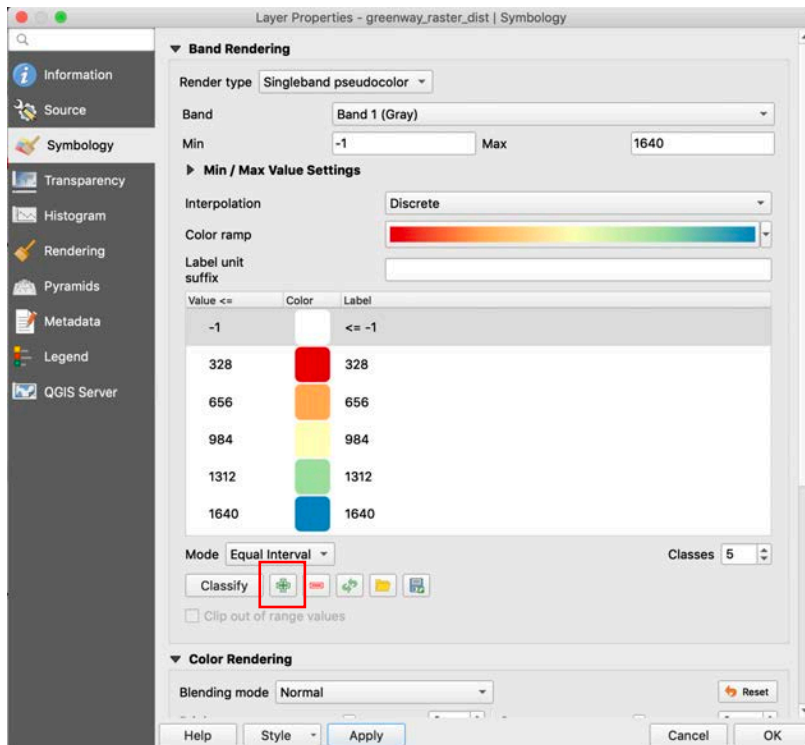 Layer Properties - greenway_raster_dist | Symbology
Information
Source
Symbology
Transparency
Histogram
Rendering
Pyramids
Metadata
Legend
QGIS Server
Band Rendering
Render type Singleband pseudocolor
Band Band 1 (Gray)
Min -1 Max 1640
Min / Max Value Settings
Interpolation Discrete
Color ramp
Label unit
suffix
Value <= Color Label
-1 <= -1
328 328
656 656
984 984
1312 1312
1640 1640
Mode Equal Interval Classes 5
Classify
Clip out of range values
Color Rendering
Blending mode Normal Reset
Help Style Apply Cancel OK